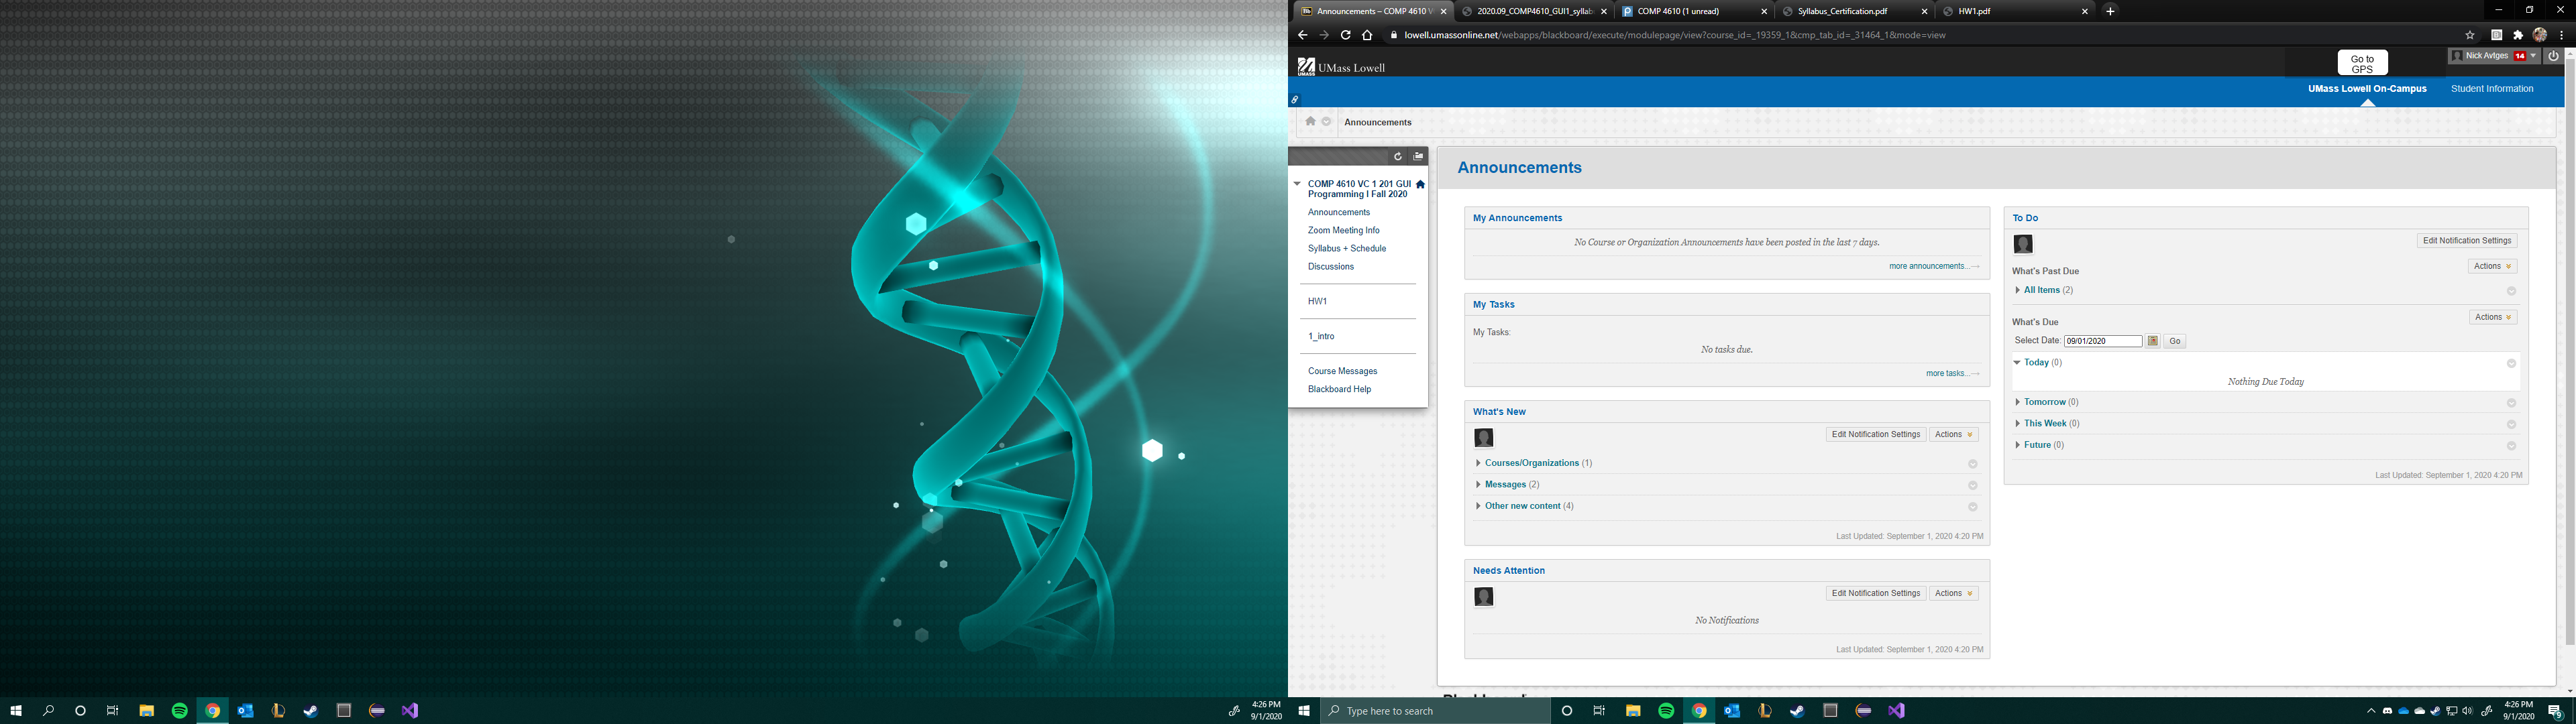 Announcements – COMP 4610 V
2020.09_COMP4610_GUI1_syllab
COMP 4610 (1 unread)
Syllabus_Certification.pdf
HW1.pdf
lowell.umassonline.net/webapps/blackboard/execute/modulepage/view?course_id=_19359_1&cmp_tab_id=_31464_1&mode=view
UMASS
UMass Lowell
Go to
GPS
Nick Avtges 14
UMass Lowell On-Campus
Student Information
Announcements
COMP 4610 VC 1 201 GUI
Programming I Fall 2020
Announcements
Zoom Meeting Info
Syllabus + Schedule
Discussions
HW1
1_intro
Course Messages
Blackboard Help
Announcements
My Announcements
No Course or Organization Announcements have been posted in the last 7 days.
more announcements...
My Tasks
My Tasks:
No tasks due.
more tasks...
What's New
Edit Notification Settings
Actions
Courses/Organizations (1)
Messages (2)
Other new content (4)
Last Updated: September 1, 2020 4:20 PM
Needs Attention
Edit Notification Settings
Actions
No Notifications
Last Updated: September 1, 2020 4:20 PM
To Do
Edit Notification Settings
What's Past Due
Actions
All Items (2)
What's Due
Actions
Select Date: 09/01/2020 Go
Today (0)
Nothing Due Today
Tomorrow (0)
This Week (0)
Future (0)
Last Updated: September 1, 2020 4:20 PM
4:26 PM
9/1/2020
Type here to search
4:26 PM
9/1/2020